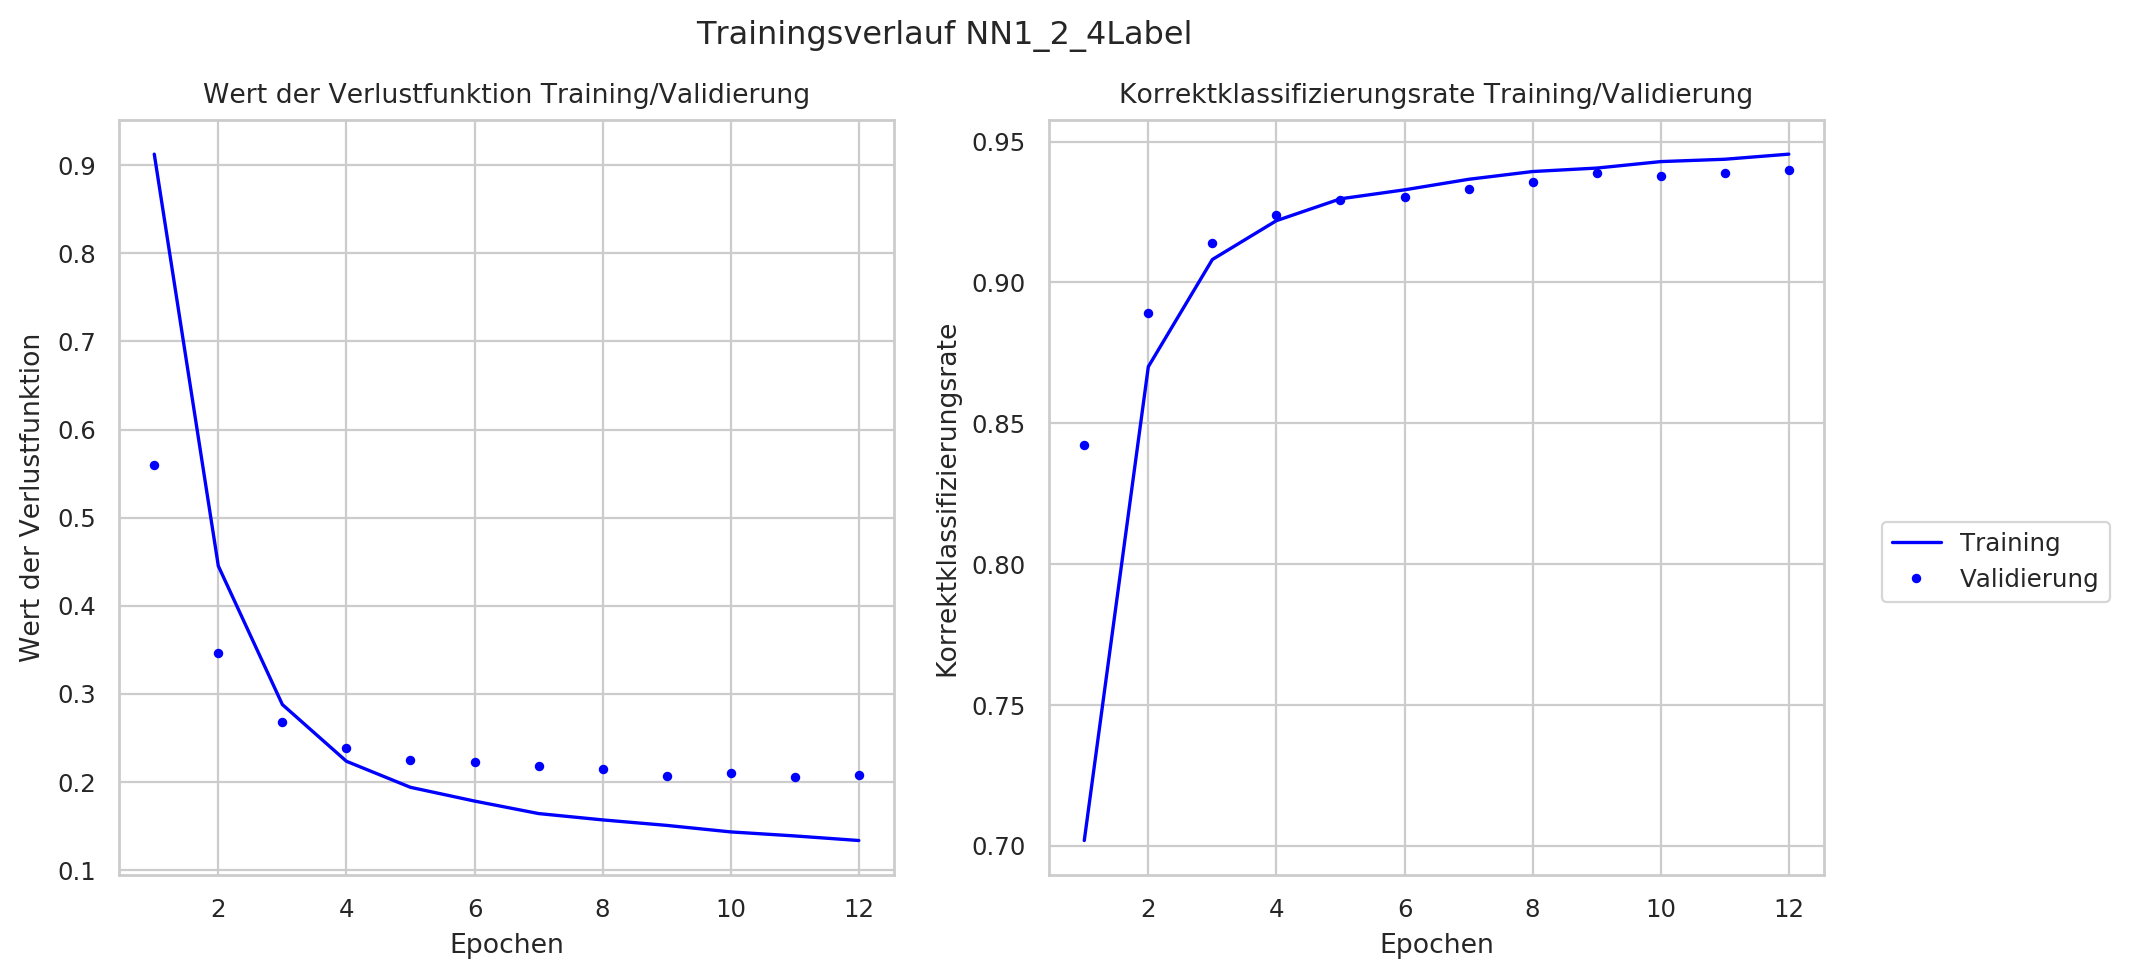 Trainingsverlauf NN1_2_4Label
Wert der Verlustfunktion Training/Validierung
Wert der Verlustfunktion
0.9
0.8
0.7
0.6
0.5
0.4
0.3
0.2
0.1
2 4 6 8 10 12
Epochen
Korrektklassifizierungsrate Training/Validierung
Korrektklassifizierungsrate
0.95
0.90
0.85
0.80
0.75
0.70
2 4 6 8 10 12
Epochen
Training
Validierung